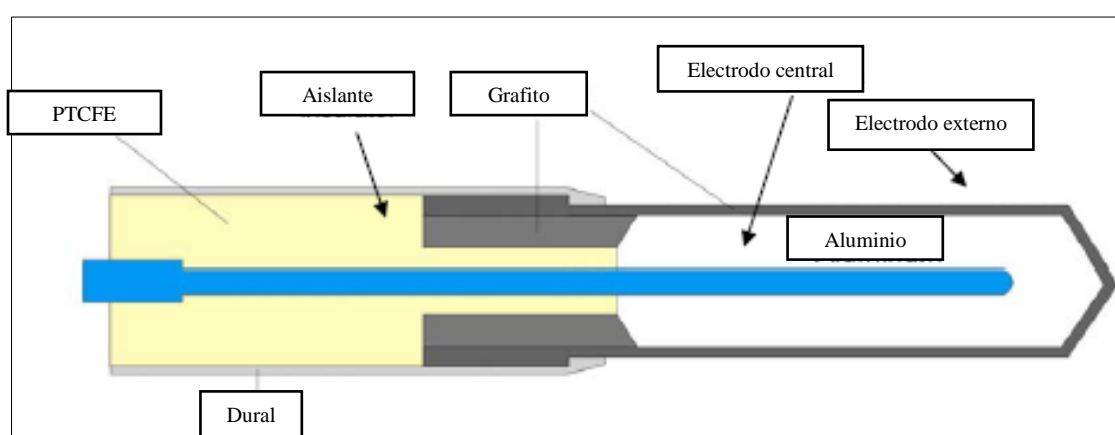 Electrodo central
Aislante
Grafito
PTCFE
Electrodo externo
Aluminio
Dural